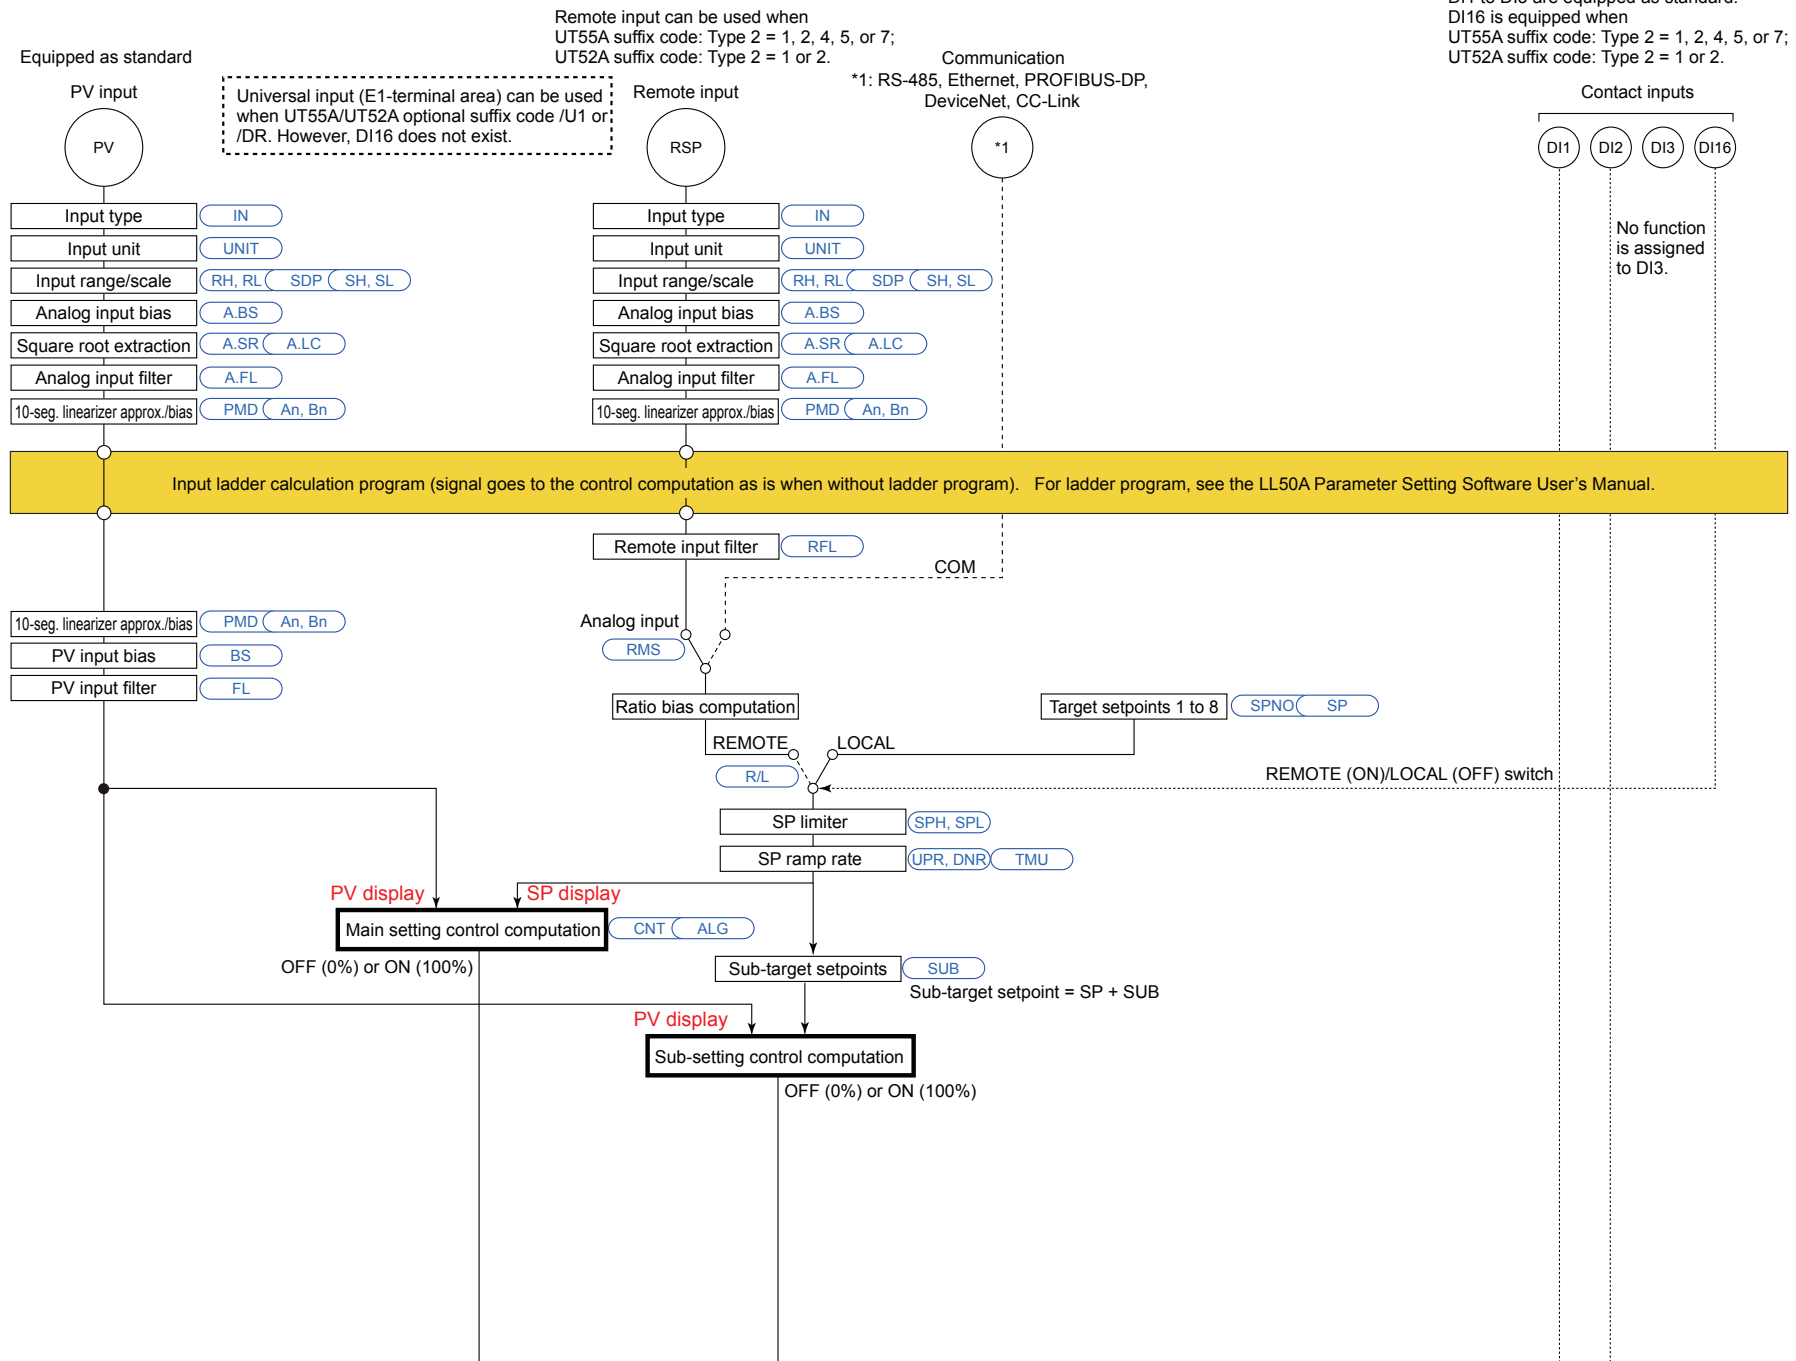 Remote input can be used when
UT55A suffix code: Type 2 = 1, 2, 4, 5, or 7;
UT52A suffix code: Type 2 = 1 or 2.
DI1 to DI3 are equipped as standard.
DI16 is equipped when
UT55A suffix code: Type 2 = 1, 2, 4, 5, or 7;
UT52A suffix code: Type 2 = 1 or 2.
Equipped as standard
PV input
Universal input (E1-terminal area) can be used
when UT55A/UT52A optional suffix code /U1 or
/DR. However, DI16 does not exist.
Remote input
Communication
*1: RS-485, Ethernet, PROFIBUS-DP,
DeviceNet, CC-Link
Contact inputs
PV
RSP
*1
DI1
DI2
DI3
DI16
Input type
IN
Input unit
UNIT
Input range/scale
RH, RL
SDP
SH, SL
Analog input bias
A.BS
Square root extraction
A.SR
A.LC
Analog input filter
A.FL
10-seg. linearizer approx./bias
PMD
An, Bn
Input type
IN
Input unit
UNIT
Input range/scale
RH, RL
SDP
SH, SL
Analog input bias
A.BS
Square root extraction
A.SR
A.LC
Analog input filter
A.FL
10-seg. linearizer approx./bias
PMD
An, Bn
No function
is assigned
to DI3.
Input ladder calculation program (signal goes to the control computation as is when without ladder program). For ladder program, see the LL50A Parameter Setting Software User's Manual.
Remote input filter
RFL
COM
Analog input
RMS
10-seg. linearizer approx./bias
PMD
An, Bn
PV input bias
BS
PV input filter
FL
Ratio bias computation
Target setpoints 1 to 8
SPNO
SP
REMOTE
LOCAL
R/L
REMOTE (ON)/LOCAL (OFF) switch
SP limiter
SPH, SPL
SP ramp rate
UPR, DNR
TMU
PV display
SP display
Main setting control computation
CNT
ALG
OFF (0%) or ON (100%)
Sub-target setpoints
SUB
Sub-target setpoint = SP + SUB
PV display
Sub-setting control computation
OFF (0%) or ON (100%)